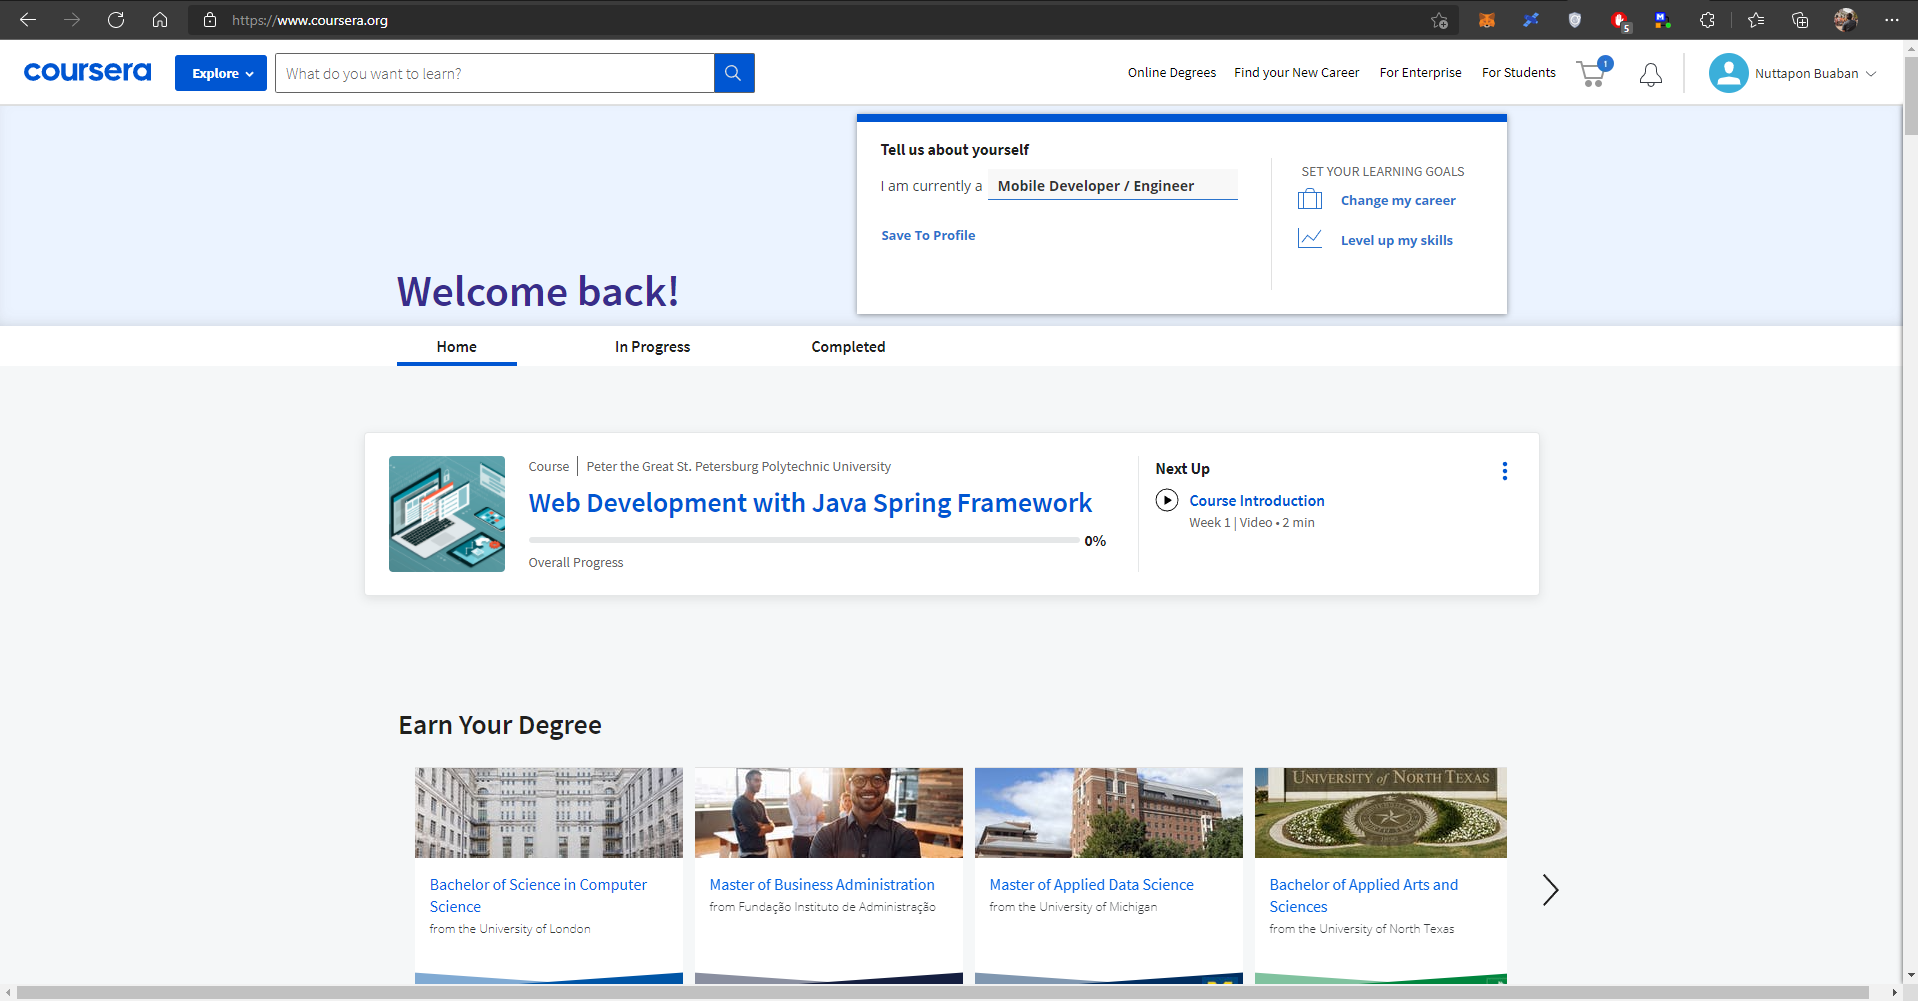 https://www.coursera.org
5
M
coursera
Explore
What do you want to learn?
Online Degrees
Find your New Career
For Enterprise
For Students
1
Nuttapon Buaban
Tell us about yourself
I am currently a Mobile Developer / Engineer
Save To Profile
SET YOUR LEARNING GOALS
Change my career
Level up my skills
Welcome back!
Home
In Progress
Completed
Course | Peter the Great St. Petersburg Polytechnic University
Web Development with Java Spring Framework
0%
Overall Progress
Next Up
Course Introduction
Week 1 | Video • 2 min
Earn Your Degree
UNIVERSITY of NORTH TEXAS
Bachelor of Science in Computer
Science
from the University of London
Master of Business Administration
from Fundação Instituto de Administração
Master of Applied Data Science
from the University of Michigan
Bachelor of Applied Arts and
Sciences
from the University of North Texas